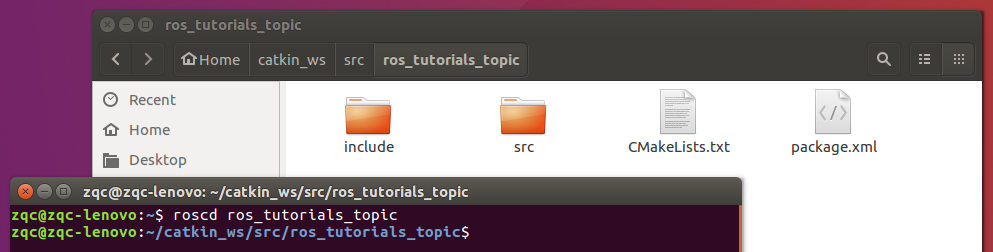 ros_tutorials_topic
Home catkin_ws src ros_tutorials_topic
Recent
Home
Desktop
include src CMakeLists.txt package.xml
zqc@zqc-lenovo: ~/catkin_ws/src/ros_tutorials_topic
zqc@zqc-lenovo:~$ roscd ros_tutorials_topic
zqc@zqc-lenovo:~/catkin_ws/src/ros_tutorials_topic$